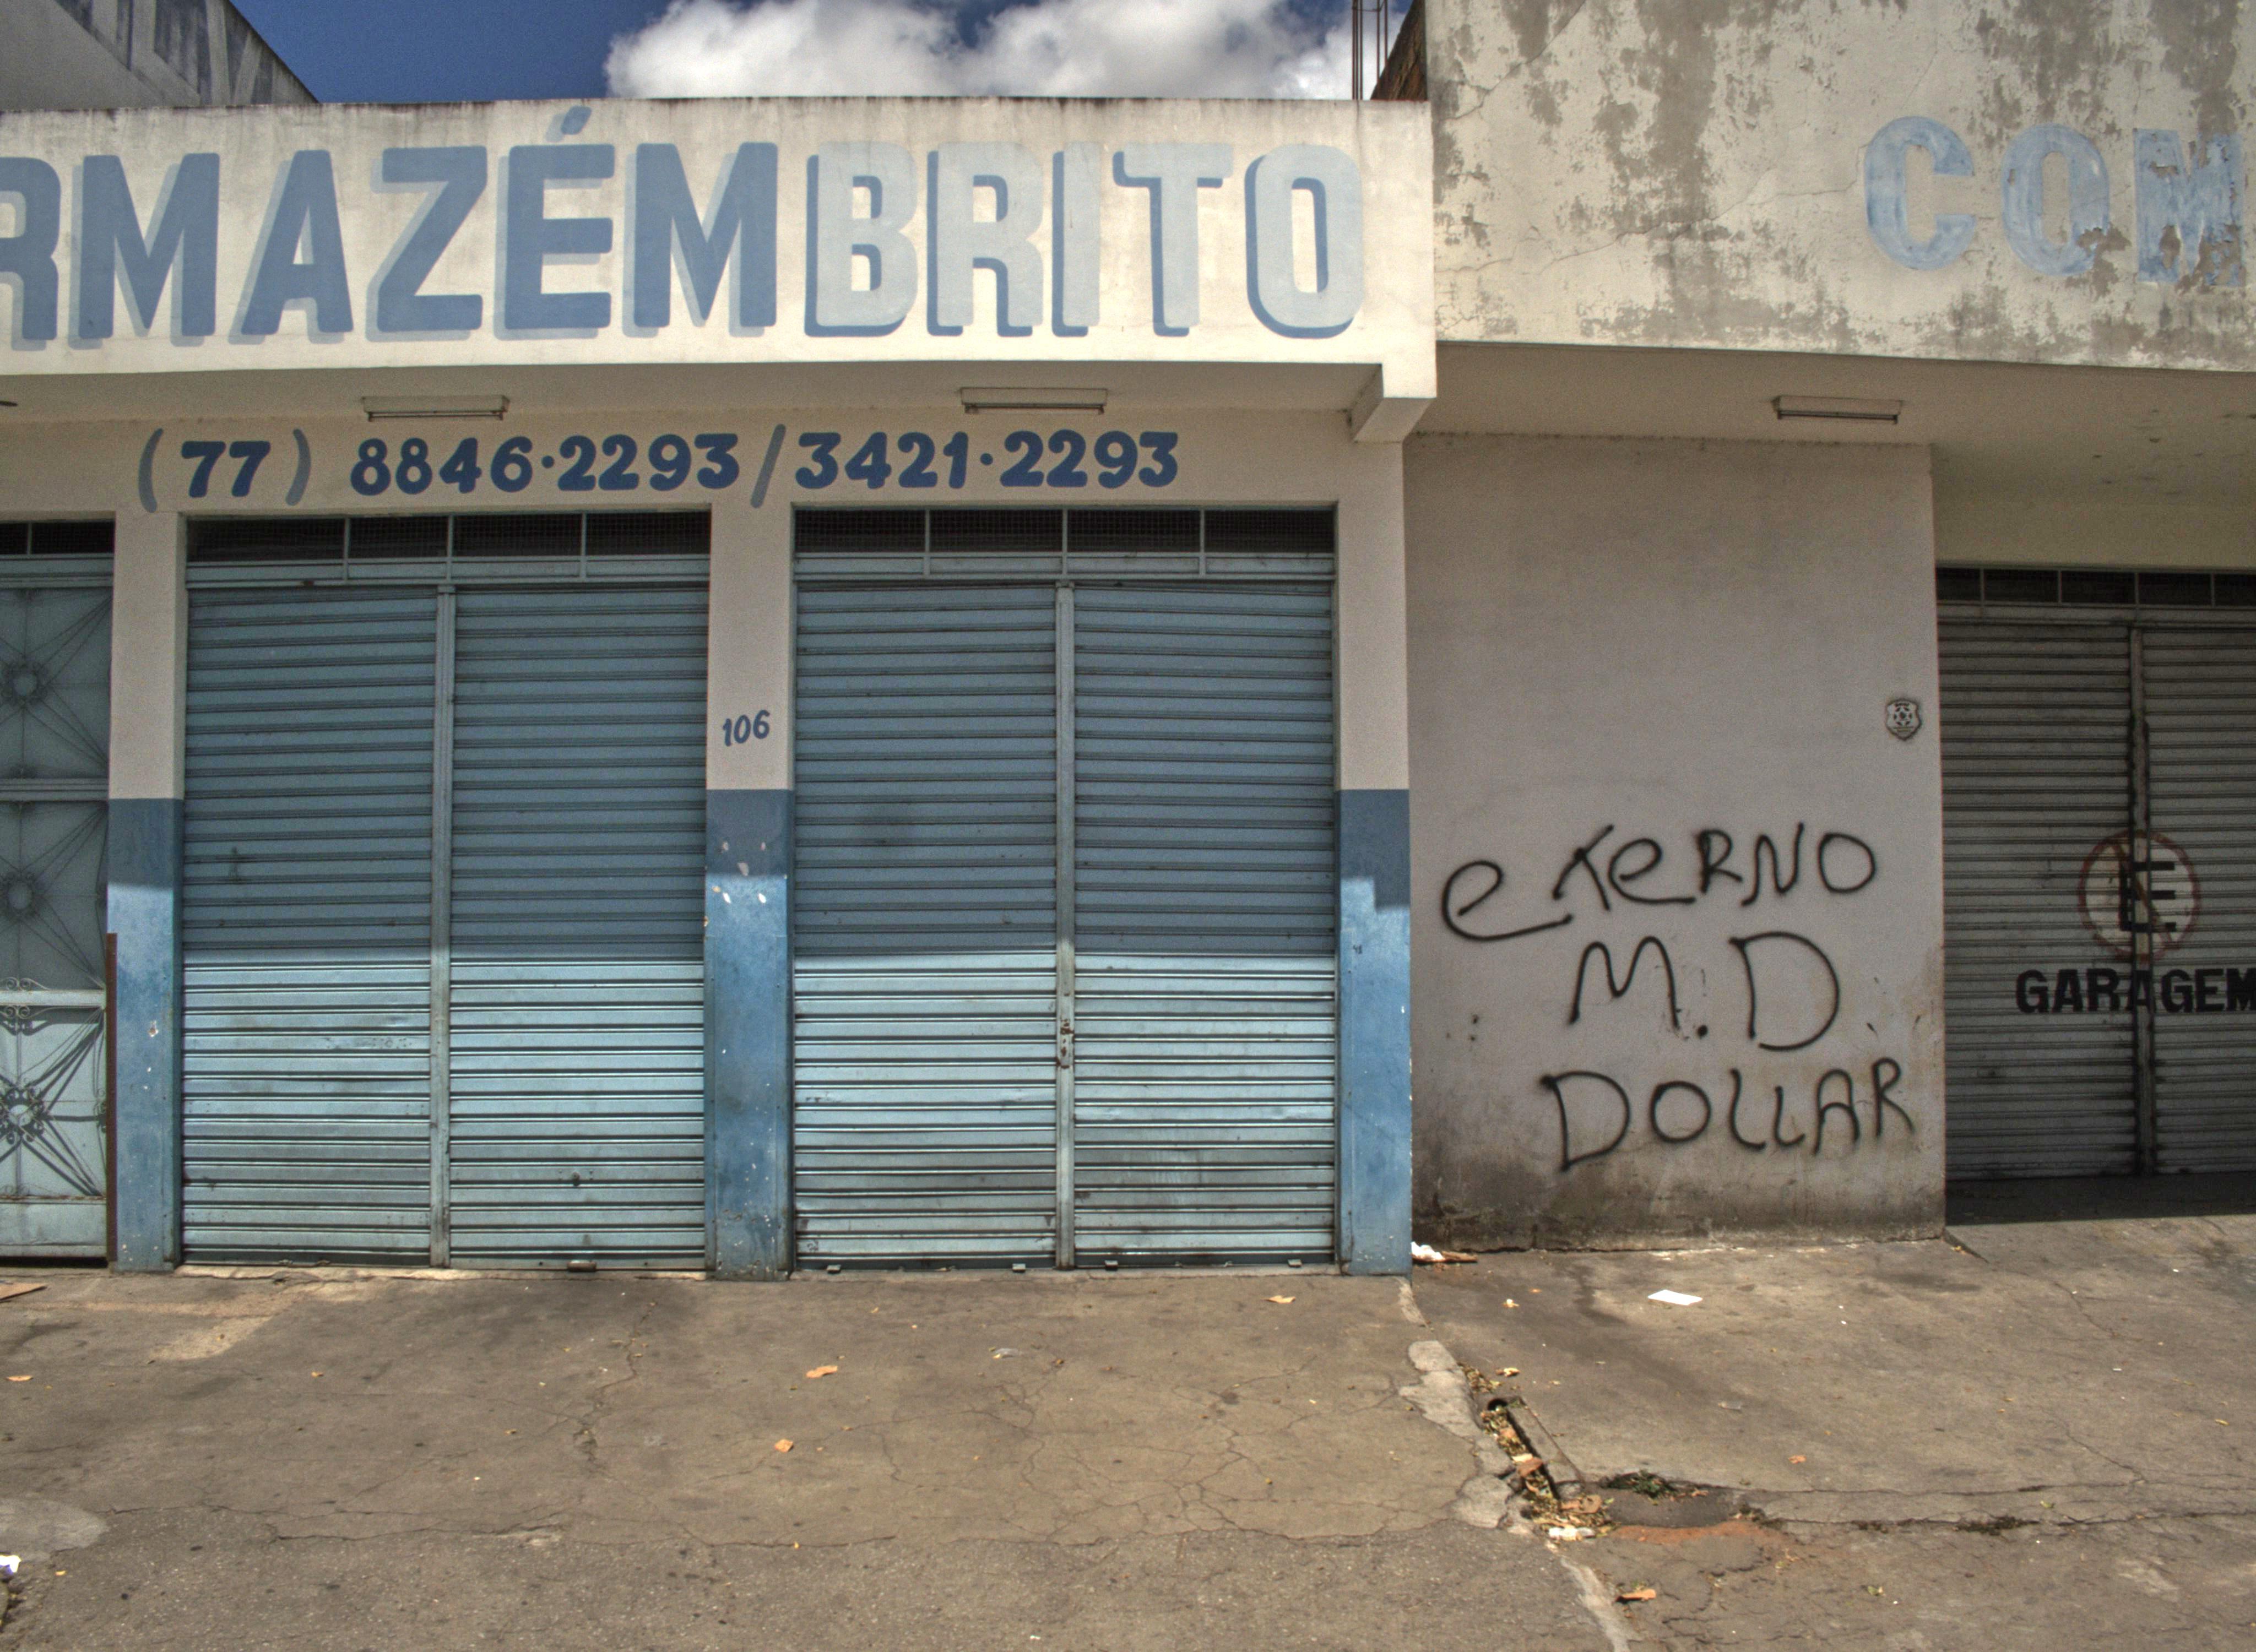 RMAZÉM BRITO
COM
(77) 8846·2293/3421·2293
106
E
eterno
M.D
DOLLAR
GARAGEM